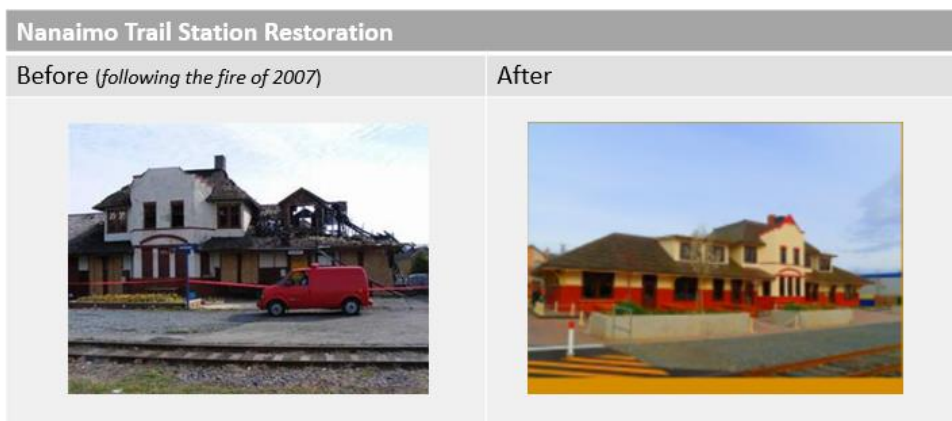 Nanaimo Trail Station Restoration
Before (following the fire of 2007)
After